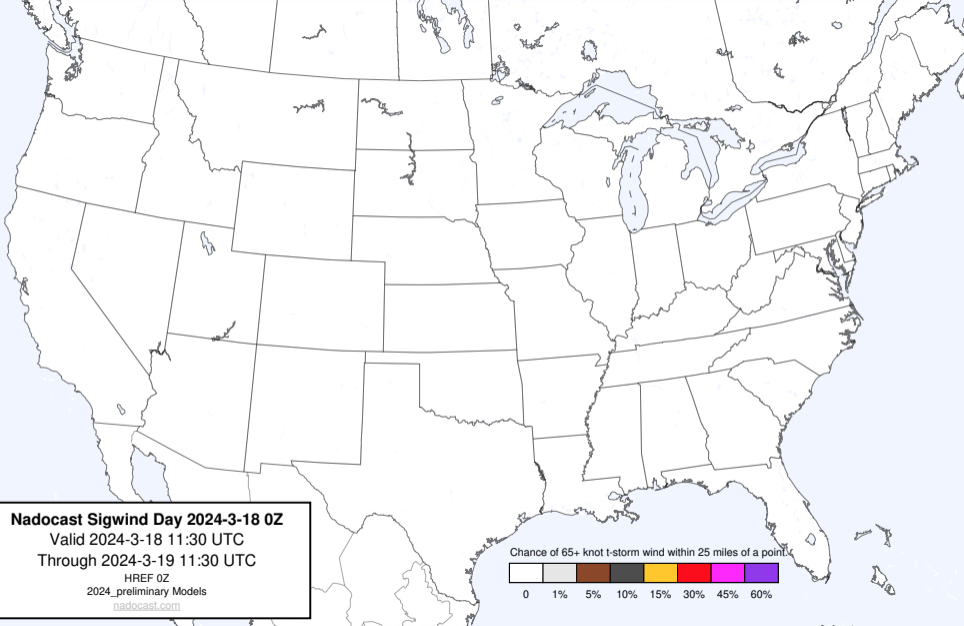 Nadocast Sigwind Day 2024-3-18 0Z
Valid 2024-3-18 11:30 UTC
Through 2024-3-19 11:30 UTC
HREF 0Z
2024_preliminary Models
nadocast.com
Chance of 65+ knot t-storm wind within 25 miles of a point.
0 1% 5% 10% 15% 30% 45% 60%